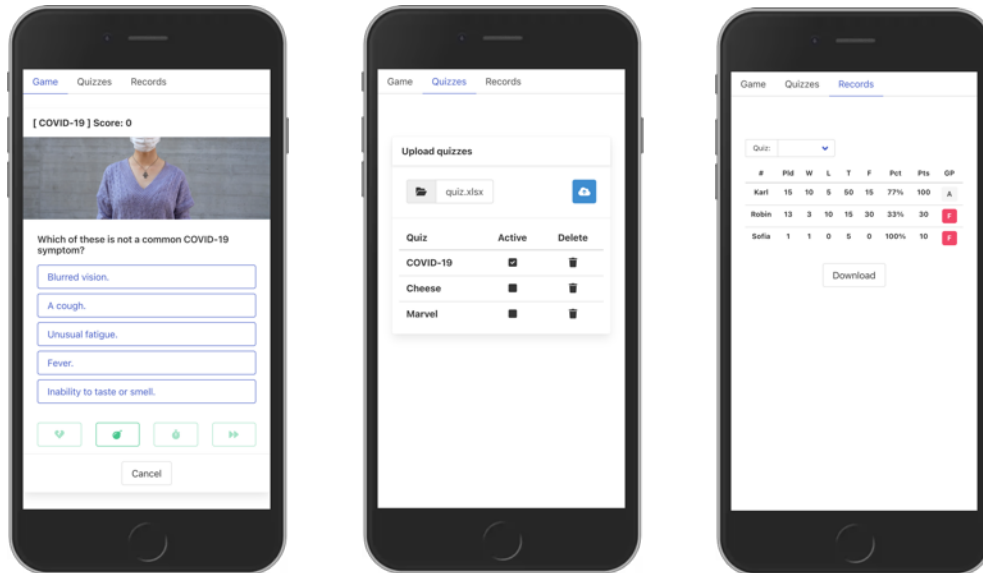 Game Quizzes Records
[ COVID-19 ] Score: 0
Which of these is not a common COVID-19
symptom?
Blurred vision.
A cough.
Unusual fatigue.
Fever.
Inability to taste or smell.
Cancel
Game Quizzes Records
Upload quizzes
quiz.xlsx
Quiz Active Delete
COVID-19
Cheese
Marvel
Game Quizzes Records
Quiz:
# Pld W L T F Pct Pts GP
Karl 15 10 5 50 15 77% 100 A
Robin 13 3 10 15 30 33% 30 F
Sofia 1 1 0 5 0 100% 10 F
Download